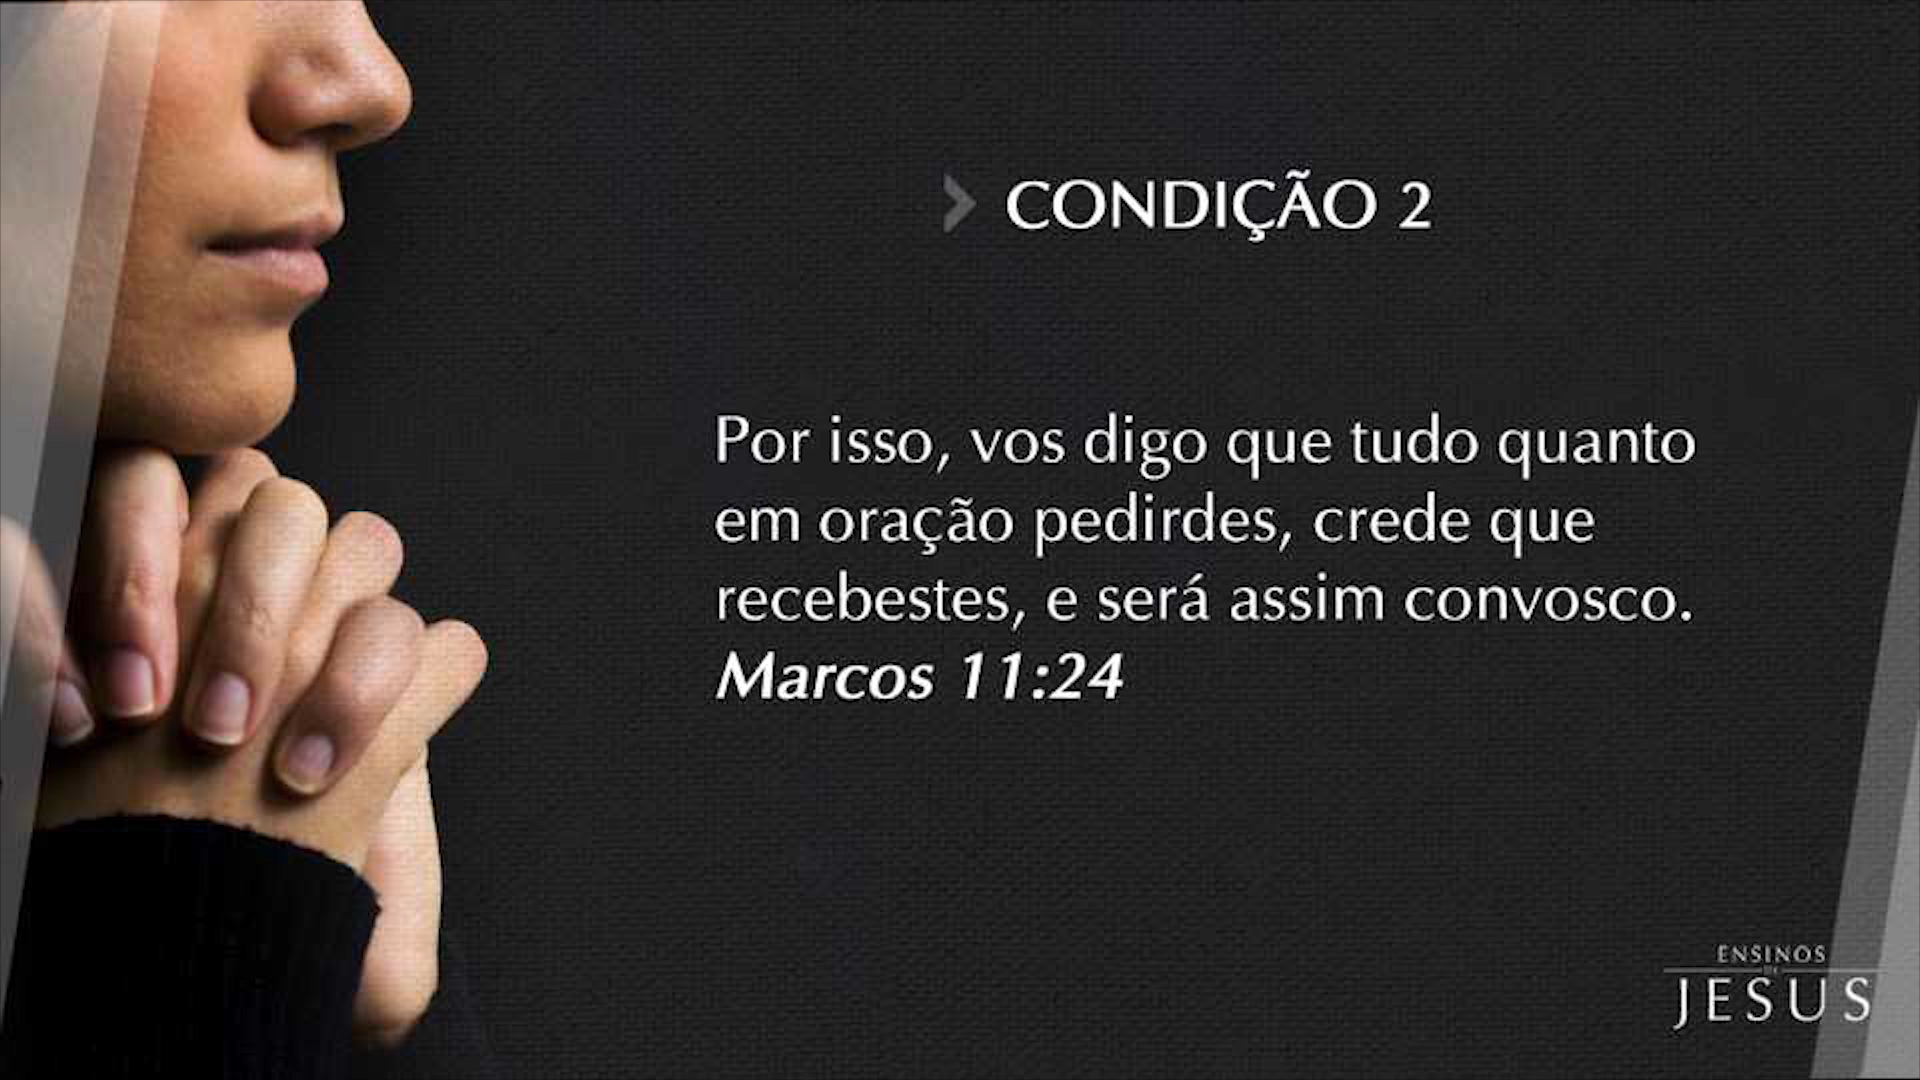 CONDIÇÃO 2
Por isso, vos digo que tudo quanto
em oração pedirdes, crede que
recebestes, e será assim convosco.
Marcos 11:24
ENSINOS
DE
JESUS